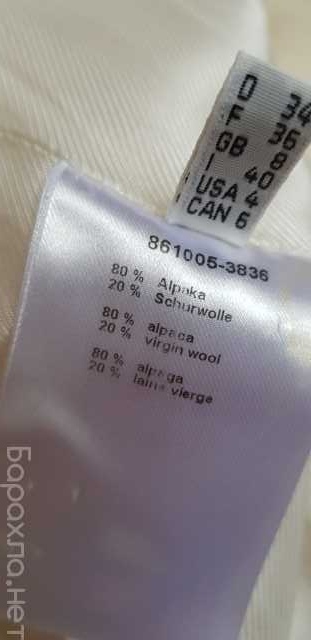 D 34
F 36
GB 8
I 40
USA 4
CAN 6
861005-3836
80 % Alpaka
20 % Schurwolle
80 % alpaca
20 % virgin wool
80 % alpaga
20 % laine vierge
Барохла.нет